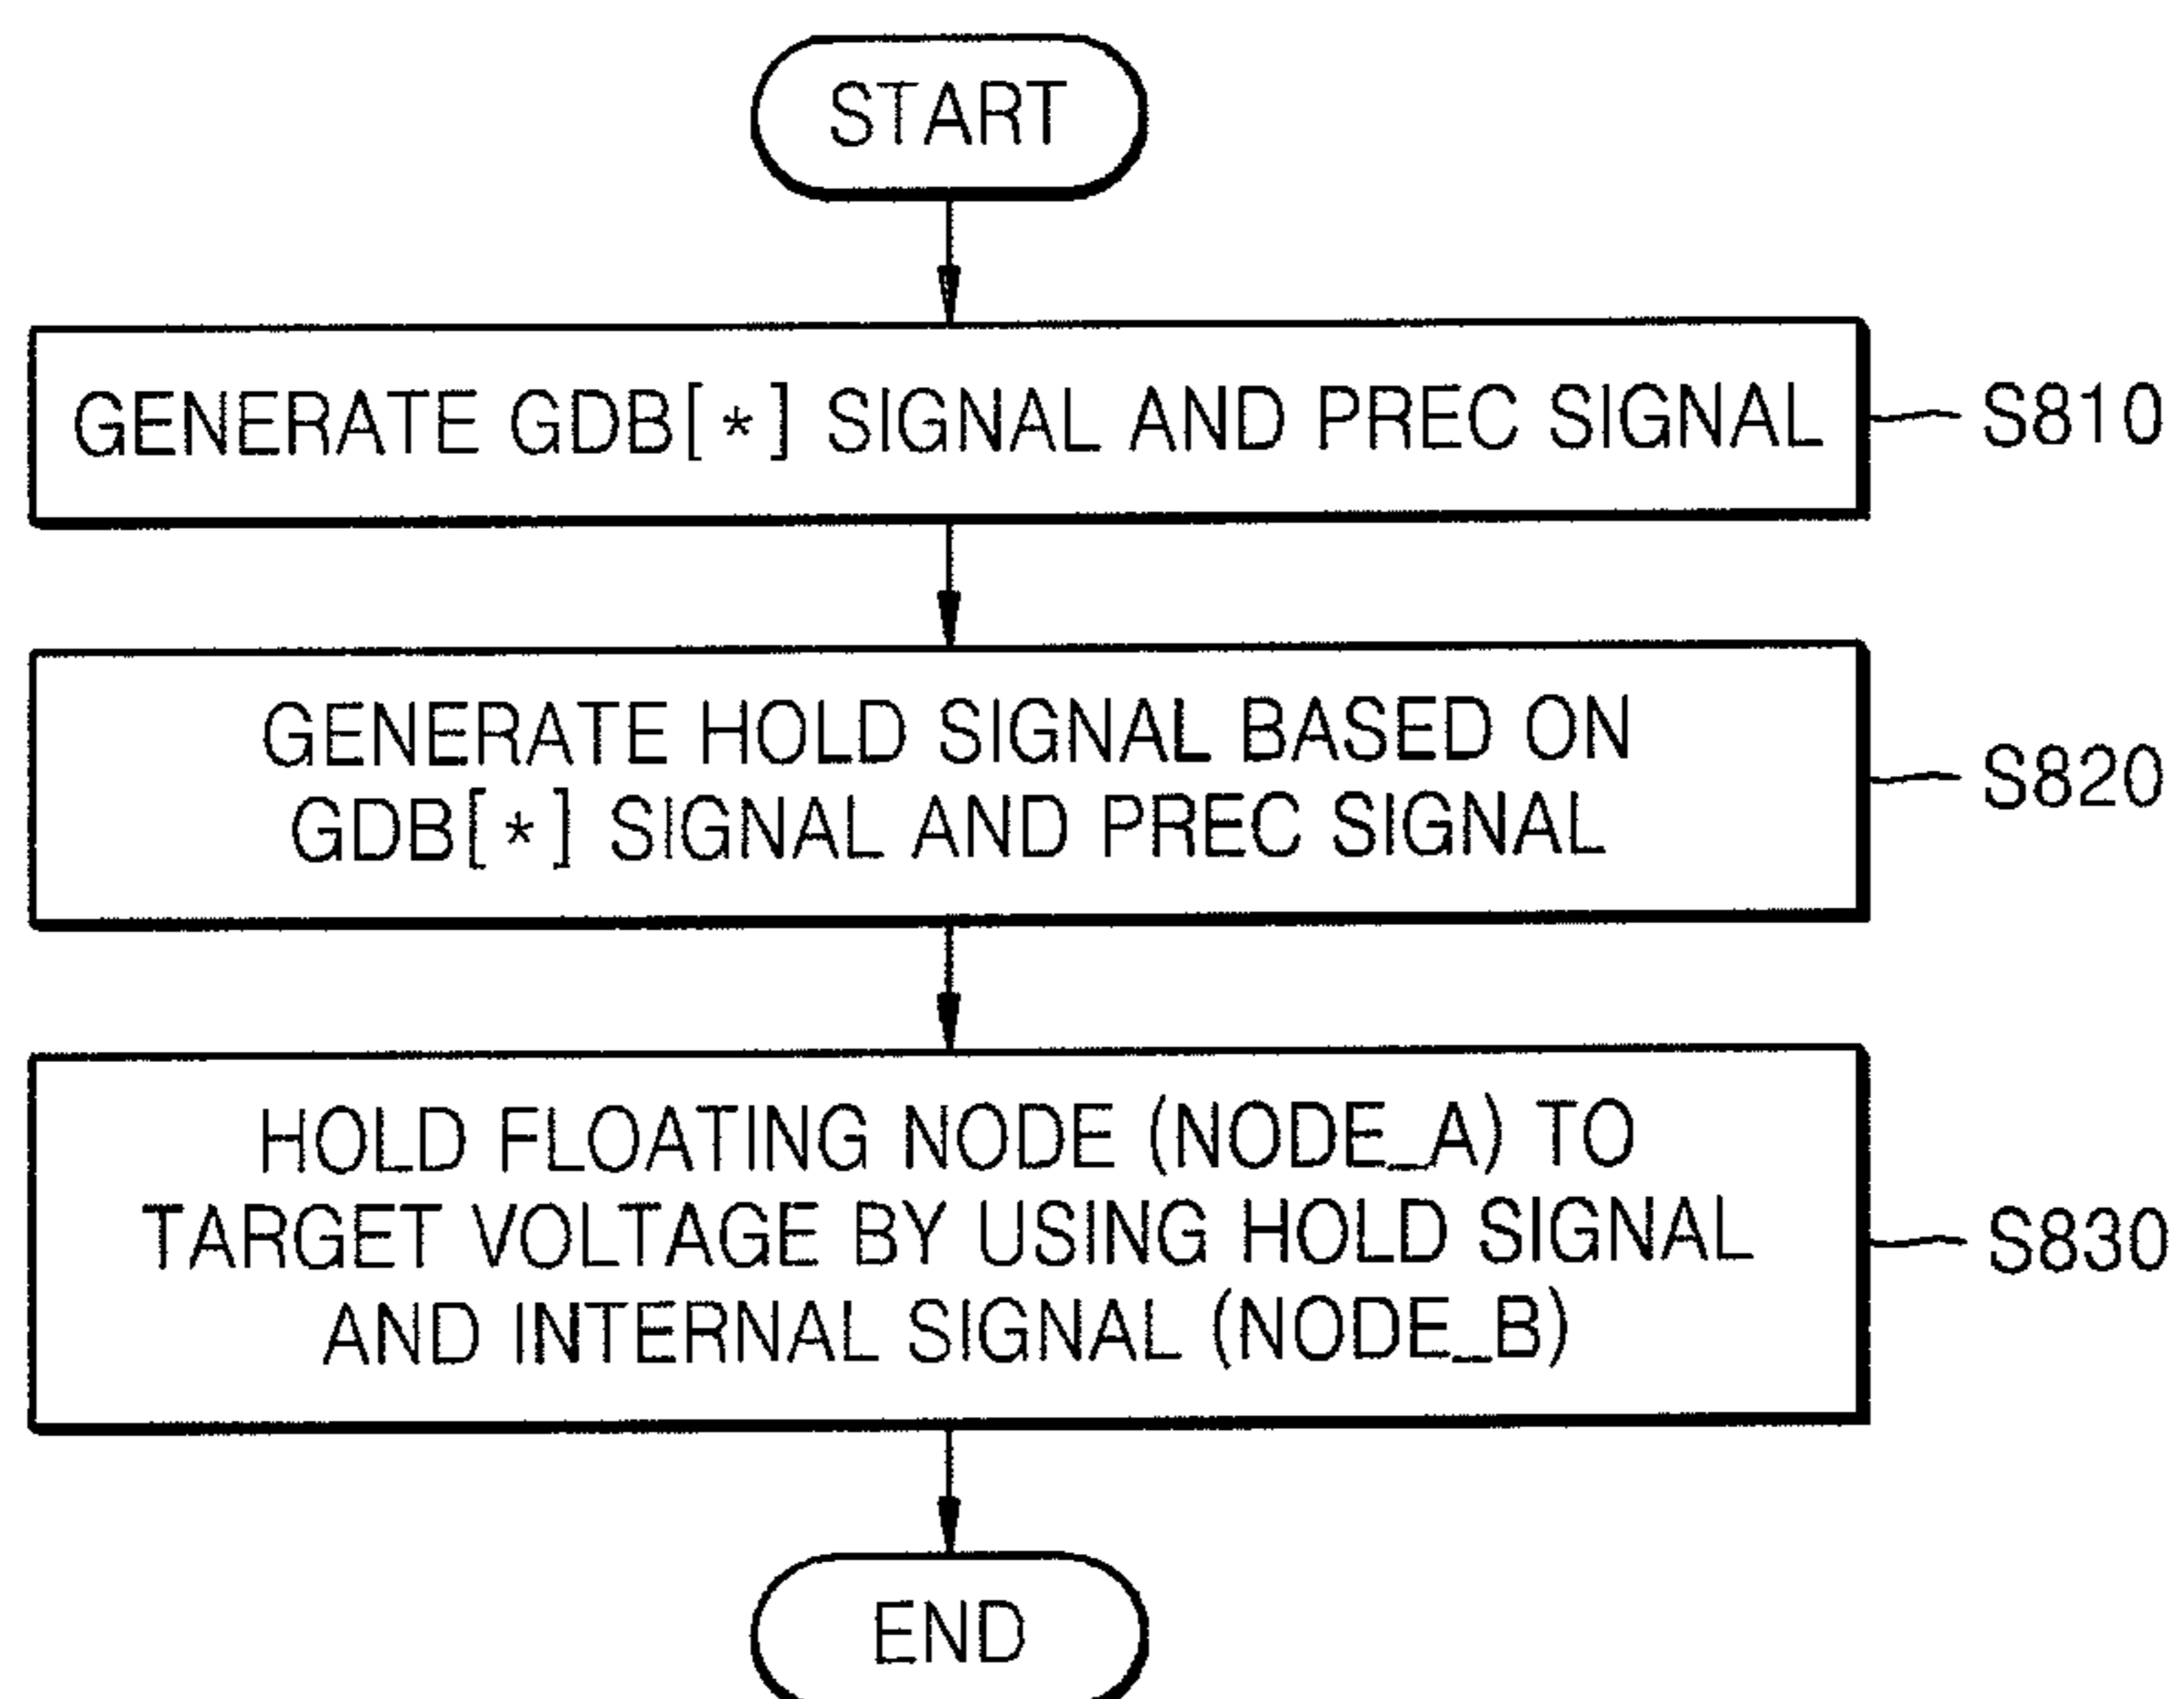 START
GENERATE GDB[*] SIGNAL AND PREC SIGNAL
S810
GENERATE HOLD SIGNAL BASED ON
GDB[*] SIGNAL AND PREC SIGNAL
S820
HOLD FLOATING NODE (NODE_A) TO
TARGET VOLTAGE BY USING HOLD SIGNAL
AND INTERNAL SIGNAL (NODE_B)
S830
END